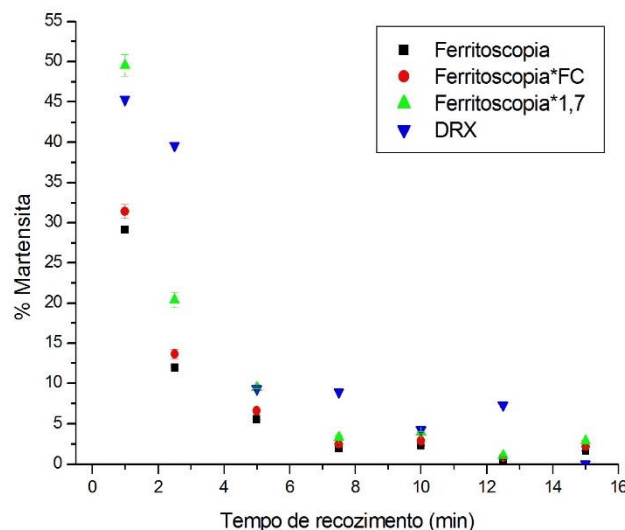 55
50
45
40
35
30
25
20
15
10
5
0
% Martensita
Ferritoscopia
Ferritoscopia*FC
Ferritoscopia*1,7
DRX
0 2 4 6 8 10 12 14 16
Tempo de recozimento (min)